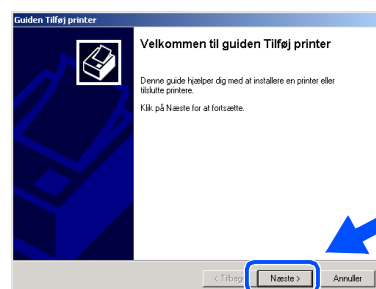 Guiden Tilføj printer
Velkommen til guiden Tilføj printer
Denne guide hjælper dig med at installere en printer eller
tilslutte printere.
Klik på Næste for at fortsætte.
< Tilbage Næste > Annuller